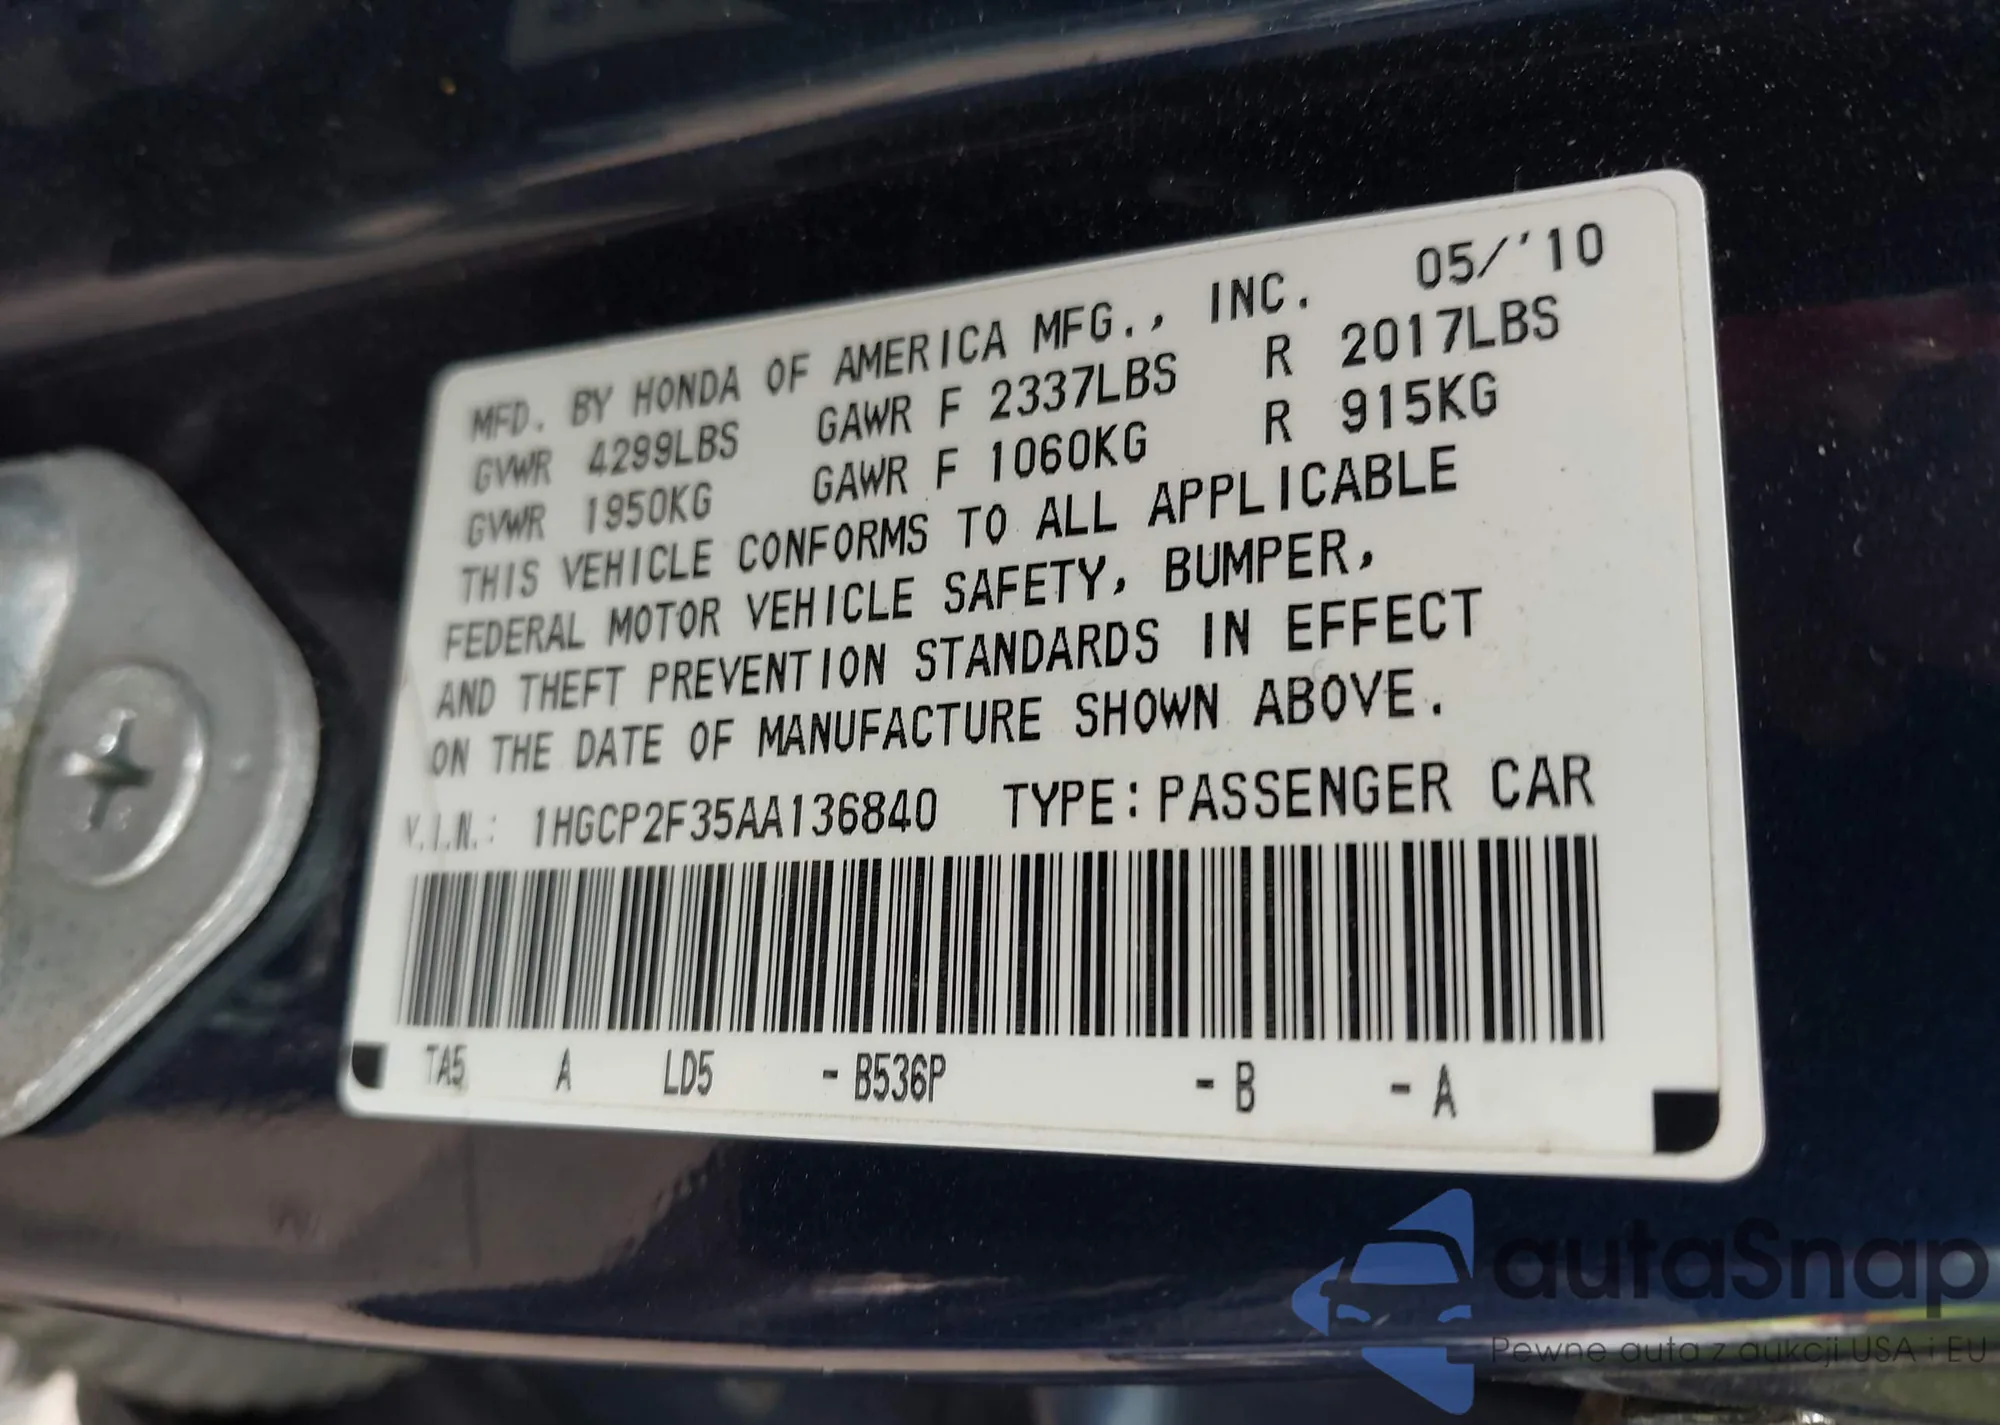 MFD. BY HONDA OF AMERICA MFG., INC. 05/'10
GVWR 4299LBS GAWR F 2337LBS R 2017LBS
GVWR 1950KG GAWR F 1060KG R 915KG
THIS VEHICLE CONFORMS TO ALL APPLICABLE
FEDERAL MOTOR VEHICLE SAFETY, BUMPER,
AND THEFT PREVENTION STANDARDS IN EFFECT
ON THE DATE OF MANUFACTURE SHOWN ABOVE.
V.I.N.: 1HGCP2F35AA136840 TYPE:PASSENGER CAR
TA5 A LD5 -B536P -B -A
autaSnap
Pewne auta z aukcji USA i EU